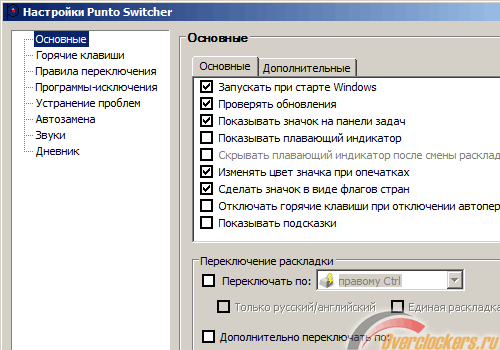 Настройки Punto Switcher
Основные
Горячие клавиши
Правила переключения
Программы-исключения
Устранение проблем
Автозамена
Звуки
Дневник
Основные
Основные Дополнительные
Запускать при старте Windows
Проверять обновления
Показывать значок на панели задач
Показывать плавающий индикатор
Скрывать плавающий индикатор после смены расклад
Изменять цвет значка при опечатках
Сделать значок в виде флагов стран
Отключать горячие клавиши при отключении автопер
Показывать подсказки
Переключение раскладки
Переключать по: правому Ctrl
Только русский/английский Единая раскладка
Дополнительно переключать по:
Overclockers.ru